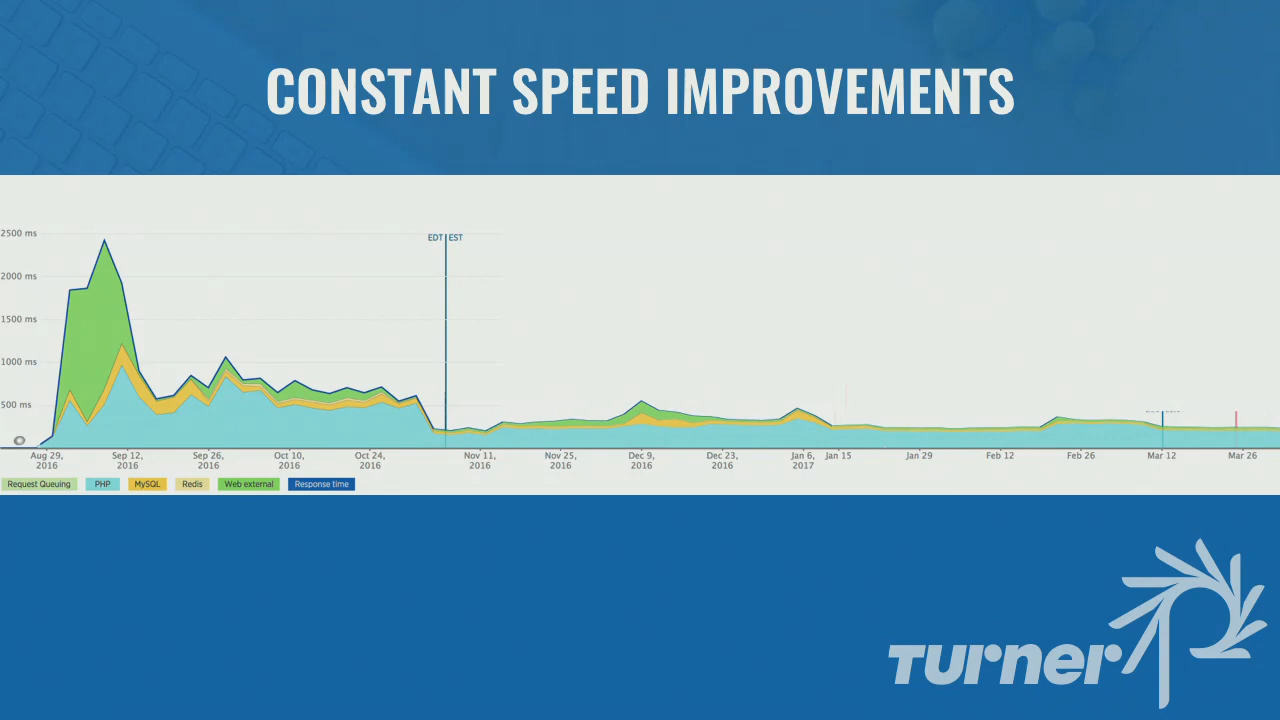 CONSTANT SPEED IMPROVEMENTS
2500 ms
EDT EST
2000 ms
1500 ms
1000 ms
500 ms
Aug 29, 2016
Sep 12, 2016
Sep 26, 2016
Oct 10, 2016
Oct 24, 2016
Nov 11, 2016
Nov 25, 2016
Dec 9, 2016
Dec 23, 2016
Jan 6, 2017
Jan 15
Jan 29
Feb 12
Feb 26
Mar 12
Mar 26
Request Queuing PHP MySQL Redis Web external Response time
Turner